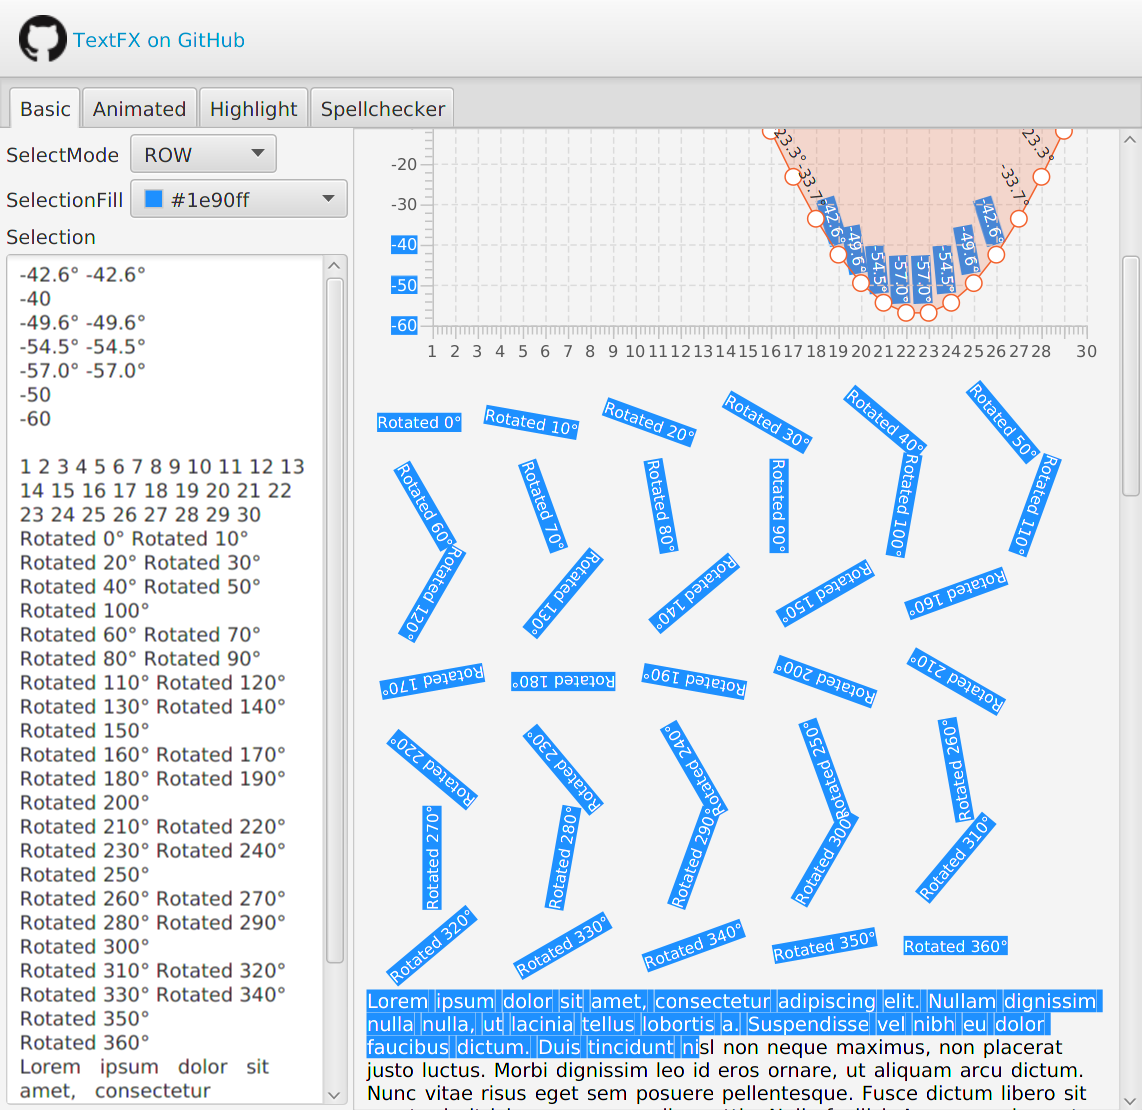 TextFX on GitHub
Basic Animated Highlight Spellchecker
SelectMode ROW
SelectionFill #1e90ff
Selection
-42.6° -42.6°
-40
-49.6° -49.6°
-54.5° -54.5°
-57.0° -57.0°
-50
-60
1 2 3 4 5 6 7 8 9 10 11 12 13
14 15 16 17 18 19 20 21 22
23 24 25 26 27 28 29 30
Rotated 0° Rotated 10°
Rotated 20° Rotated 30°
Rotated 40° Rotated 50°
Rotated 100°
Rotated 60° Rotated 70°
Rotated 80° Rotated 90°
Rotated 110° Rotated 120°
Rotated 130° Rotated 140°
Rotated 150°
Rotated 160° Rotated 170°
Rotated 180° Rotated 190°
Rotated 200°
Rotated 210° Rotated 220°
Rotated 230° Rotated 240°
Rotated 250°
Rotated 260° Rotated 270°
Rotated 280° Rotated 290°
Rotated 300°
Rotated 310° Rotated 320°
Rotated 330° Rotated 340°
Rotated 350°
Rotated 360°
Lorem ipsum dolor sit
amet, consectetur
23.3° 23.3°
-20
-33.7° -33.7°
-30
-42.6° -42.6°
-40
-49.6° -49.6°
-54.5° -57.0° -57.0° -54.5°
-50
-60
1 2 3 4 5 6 7 8 9 10 11 12 13 14 15 16 17 18 19 20 21 22 23 24 25 26 27 28 30
Rotated 0° Rotated 10° Rotated 20° Rotated 30° Rotated 40° Rotated 50°
Rotated 60° Rotated 70° Rotated 80° Rotated 90° Rotated 100° Rotated 110°
Rotated 120° Rotated 130° Rotated 140° Rotated 150° Rotated 160°
Rotated 170° Rotated 180° Rotated 190° Rotated 200° Rotated 210°
Rotated 220° Rotated 230° Rotated 240° Rotated 250° Rotated 260°
Rotated 270° Rotated 280° Rotated 290° Rotated 300° Rotated 310°
Rotated 320° Rotated 330° Rotated 340° Rotated 350° Rotated 360°
Lorem ipsum dolor sit amet, consectetur adipiscing elit. Nullam dignissim
nulla nulla, ut lacinia tellus lobortis a. Suspendisse vel nibh eu dolor
faucibus dictum. Duis tincidunt nisl non neque maximus, non placerat
justo luctus. Morbi dignissim leo id eros ornare, ut aliquam arcu dictum.
Nunc vitae risus eget sem posuere pellentesque. Fusce dictum libero sit